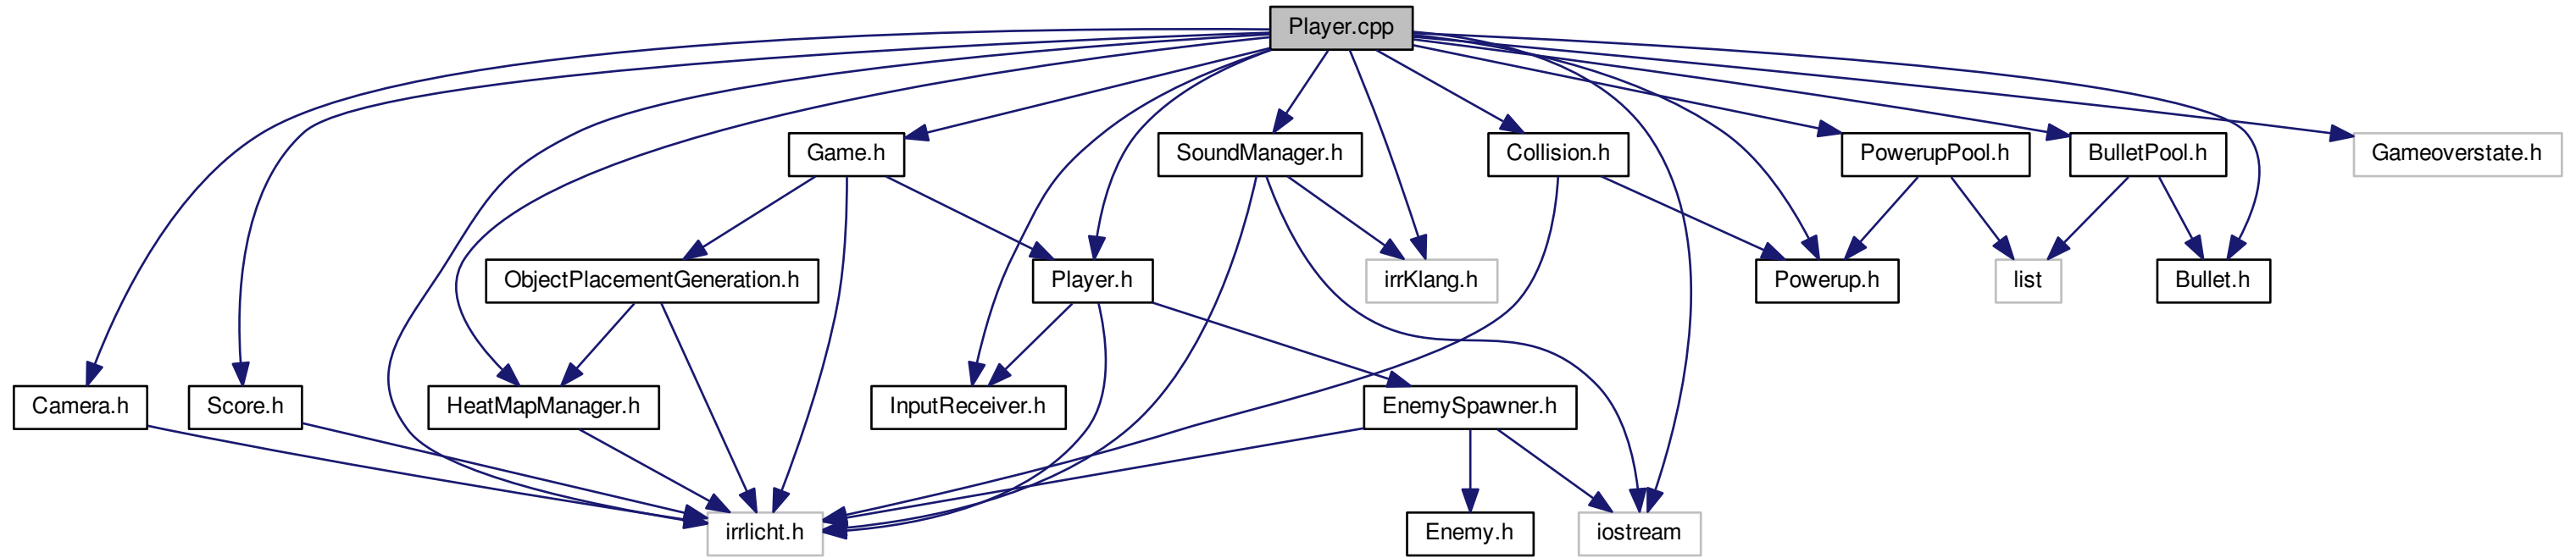 Player.cpp
Game.h
SoundManager.h
Collision.h
PowerupPool.h
BulletPool.h
Gameoverstate.h
ObjectPlacementGeneration.h
Player.h
irrKlang.h
Powerup.h
list
Bullet.h
Camera.h
Score.h
HeatMapManager.h
InputReceiver.h
EnemySpawner.h
irrlicht.h
Enemy.h
iostream